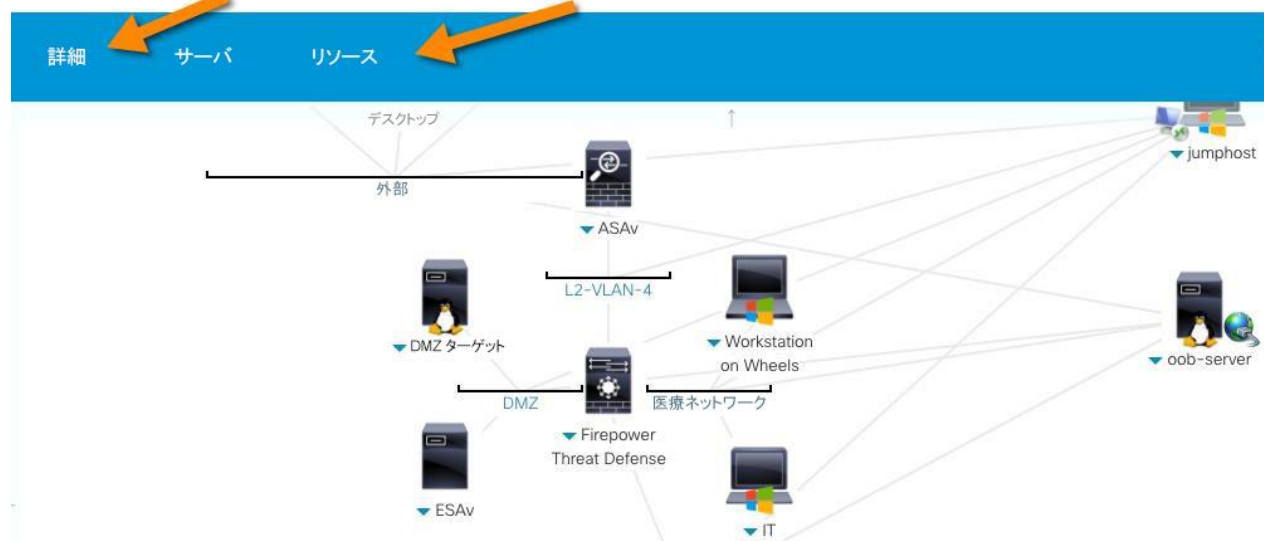 詳細 サーバ リソース
デスクトップ
jumphost
外部
ASAv
L2-VLAN-4
DMZ ターゲット
Workstation
on Wheels
oob-server
DMZ
医療ネットワーク
Firepower
Threat Defense
ESAv
IT